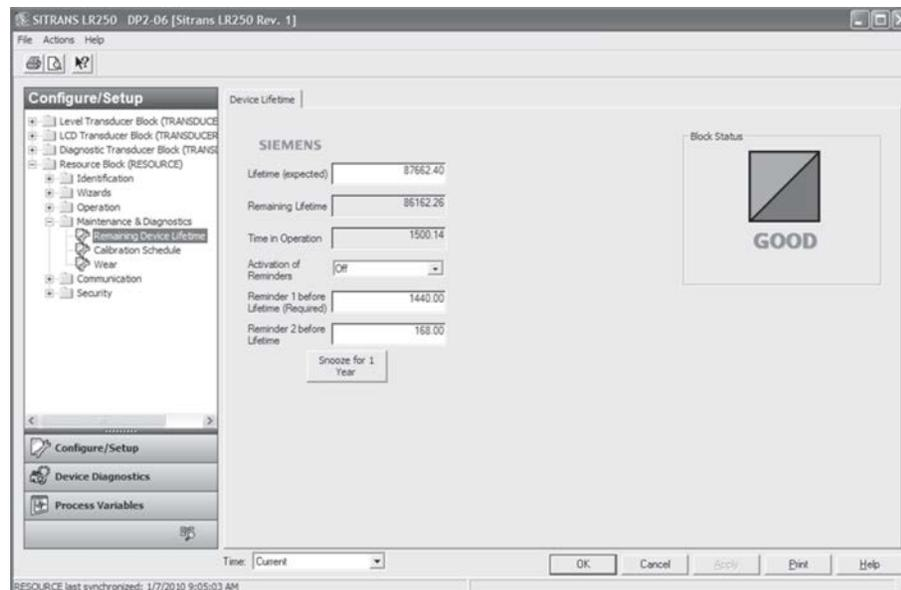 SITRANS LR250 DP2-06 [Sitrans LR250 Rev. 1]
File Actions Help
Configure/Setup
Level Transducer Block (TRANSDUCE
LCD Transducer Block (TRANSDUCER
Diagnostic Transducer Block (TRANS
Resource Block (RESOURCE)
Identification
Wizards
Operation
Maintenance & Diagnostics
Remaining Device Lifetime
Calibration Schedule
Wear
Communication
Security
Configure/Setup
Device Diagnostics
Process Variables
Device Lifetime
SIEMENS
Lifetime (expected) 87662.40
Remaining Lifetime 86162.26
Time in Operation 1500.14
Activation of
Reminders
Off
Reminder 1 before
Lifetime (Required)
1440.00
Reminder 2 before
Lifetime
168.00
Snooze for 1
Year
Block Status
GOOD
Time: Current
OK Cancel Apply Print Help
RESOURCE last synchronized: 1/7/2010 9:05:03 AM